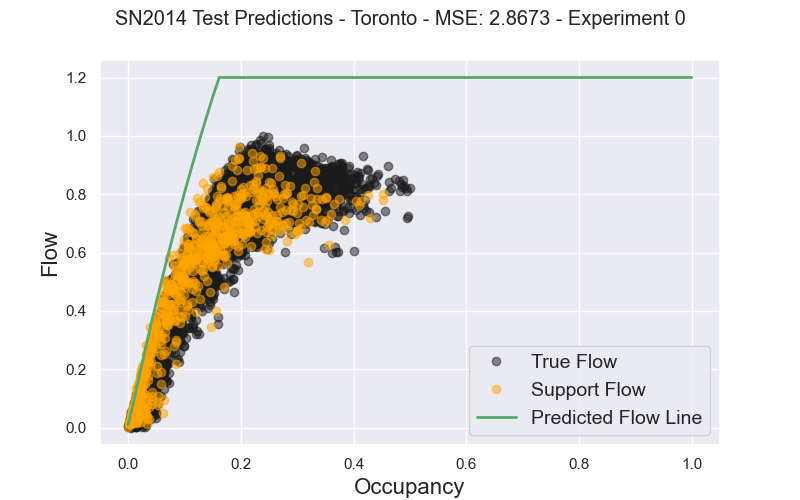 SN2014 Test Predictions - Toronto - MSE: 2.8673 - Experiment 0
1.2
1.0
0.8
0.6
0.4
0.2
0.0
Flow
True Flow
Support Flow
Predicted Flow Line
0.0 0.2 0.4 0.6 0.8 1.0
Occupancy